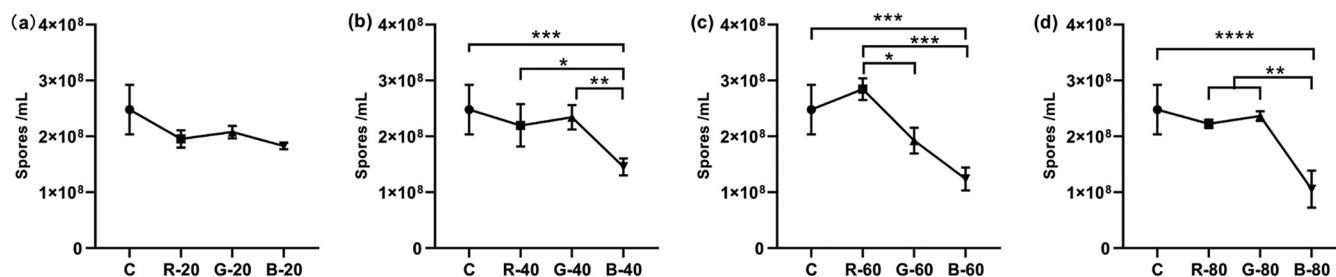 (a)
4×10⁸
3×10⁸
2×10⁸
1×10⁸
0
Spores /mL
C R-20 G-20 B-20
(b)
4×10⁸
3×10⁸
2×10⁸
1×10⁸
0
Spores /mL
***
*
**
C R-40 G-40 B-40
(c)
4×10⁸
3×10⁸
2×10⁸
1×10⁸
0
Spores /mL
***
***
*
C R-60 G-60 B-60
(d)
4×10⁸
3×10⁸
2×10⁸
1×10⁸
0
Spores /mL
****
**
C R-80 G-80 B-80